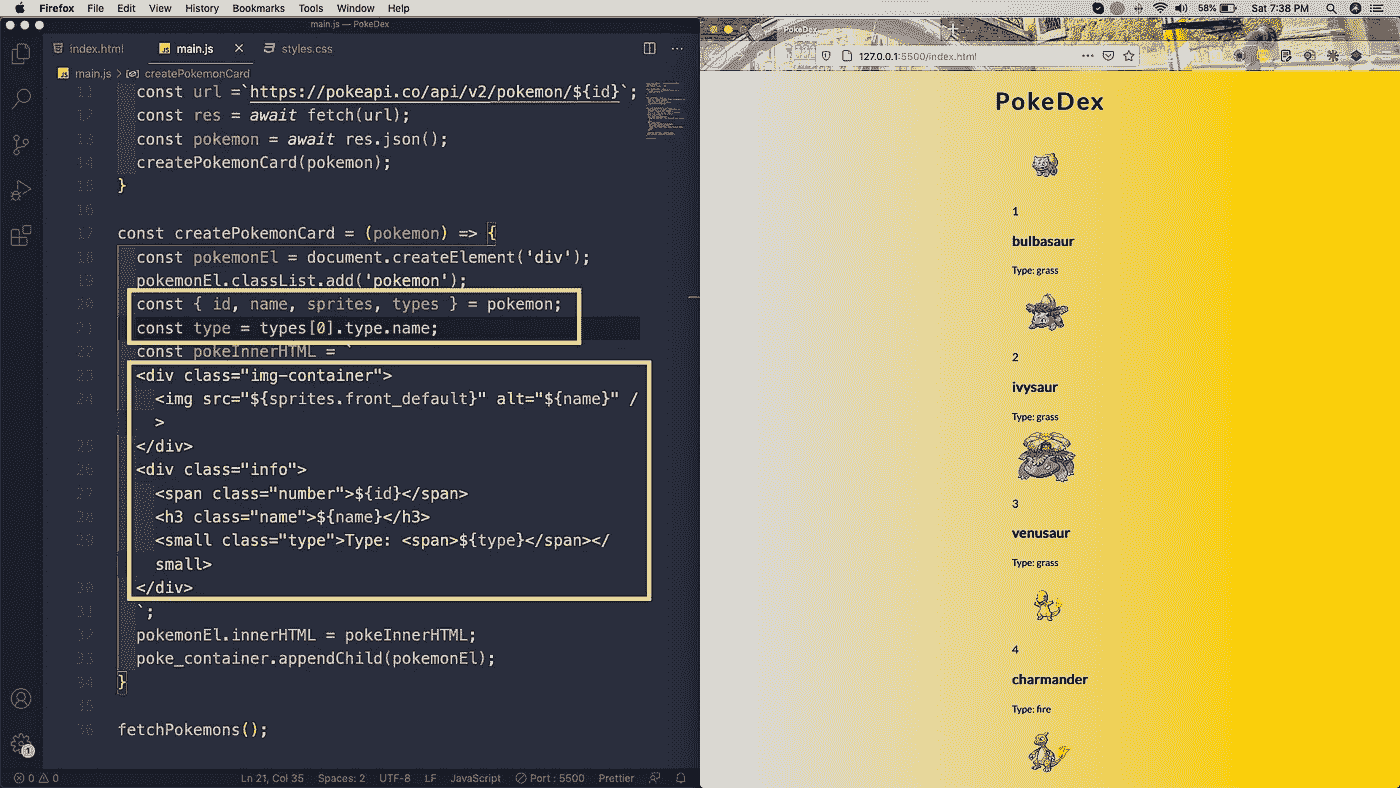 Firefox File Edit View History Bookmarks Tools Window Help 58% Sat 7:38 PM
main.js — PokeDex
index.html main.js styles.css
main.js > createPokemonCard
11 const url =`https://pokeapi.co/api/v2/pokemon/${id}`;
12 const res = await fetch(url);
13 const pokemon = await res.json();
14 createPokemonCard(pokemon);
15 }
16
17 const createPokemonCard = (pokemon) => {
18 const pokemonEl = document.createElement('div');
19 pokemonEl.classList.add('pokemon');
20 const { id, name, sprites, types } = pokemon;
21 const type = types[0].type.name;
22 const pokeInnerHTML = `
23 <div class="img-container">
24 <img src="${sprites.front_default}" alt="${name}" /
>
25 </div>
26 <div class="info">
27 <span class="number">${id}</span>
28 <h3 class="name">${name}</h3>
29 <small class="type">Type: <span>${type}</span></
small>
30 </div>
31 `;
32 pokemonEl.innerHTML = pokeInnerHTML;
33 poke_container.appendChild(pokemonEl);
34 }
35
36 fetchPokemons();
1
0 0 Ln 21, Col 35 Spaces: 2 UTF-8 LF JavaScript Port : 5500 Prettier
PokeDex
127.0.0.1:5500/index.html
PokeDex
1
bulbasaur
Type: grass
2
ivysaur
Type: grass
3
venusaur
Type: grass
4
charmander
Type: fire